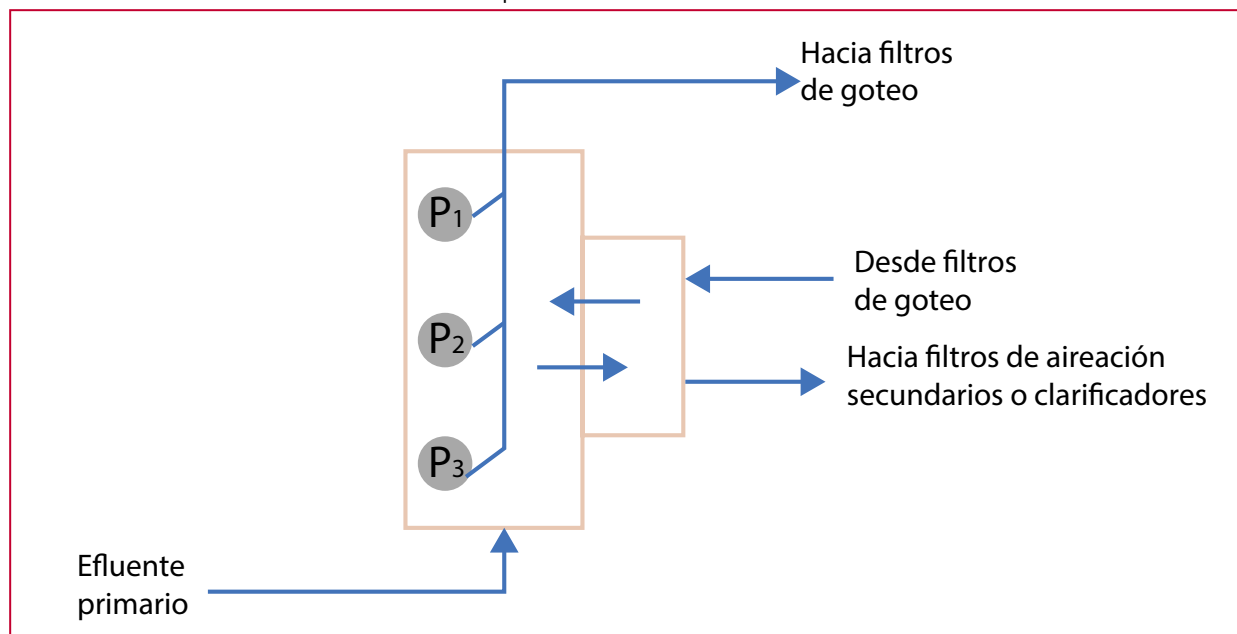 Hacia filtros
de goteo
P1
P2
P3
Desde filtros
de goteo
Hacia filtros de aireación
secundarios o clarificadores
Efluente
primario